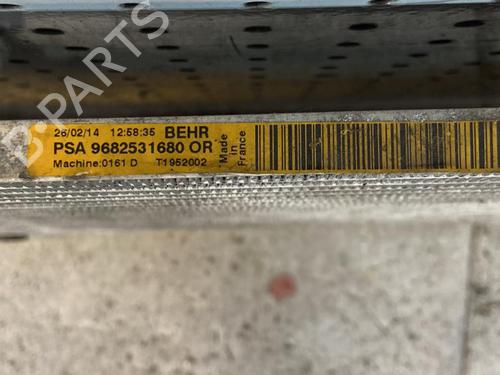 26/02/14 12:58:35 BEHR
PSA 9682531680 OR
Machine:0161 D T1952002
Made
in
France
B-PARTS